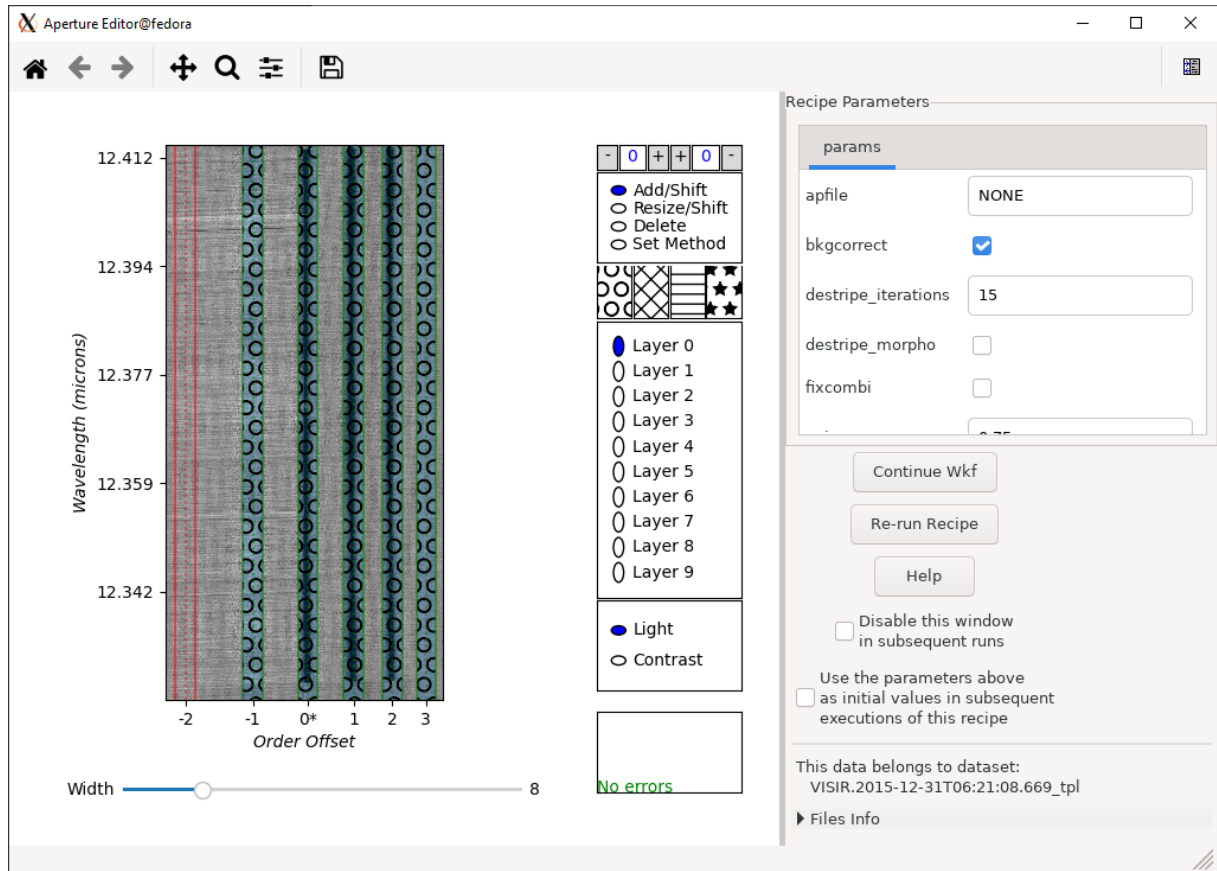 Aperture Editor@fedora
Recipe Parameters
params
apfile NONE
bkgcorrect
destripe_iterations 15
destripe_morpho
fixcombi
Continue Wkf
Re-run Recipe
Help
Disable this window
in subsequent runs
Use the parameters above
as initial values in subsequent
executions of this recipe
This data belongs to dataset:
VISIR.2015-12-31T06:21:08.669_tpl
Files Info
- 0 + + 0 -
Add/Shift
Resize/Shift
Delete
Set Method
Layer 0
Layer 1
Layer 2
Layer 3
Layer 4
Layer 5
Layer 6
Layer 7
Layer 8
Layer 9
Light
Contrast
No errors
12.412
12.394
12.377
12.359
12.342
Wavelength (microns)
-2 -1 0* 1 2 3
Order Offset
Width 8